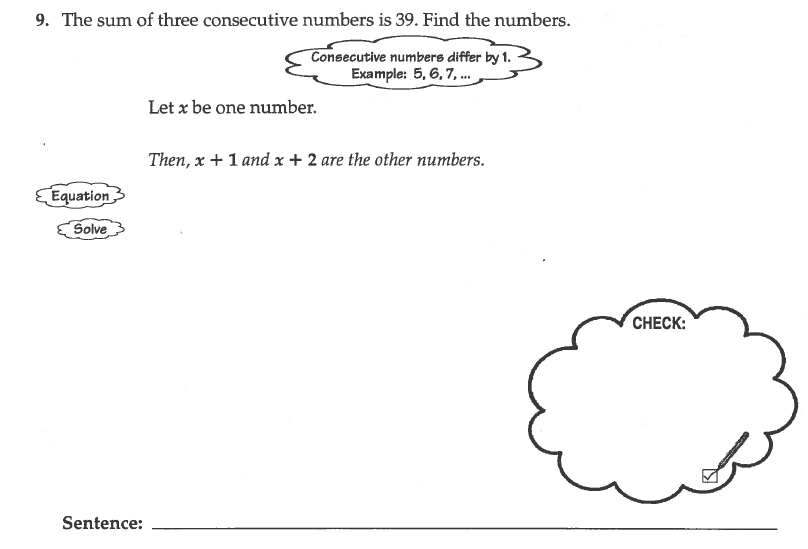 9. The sum of three consecutive numbers is 39. Find the numbers.
Consecutive numbers differ by 1.
Example: 5, 6, 7, ...
Let x be one number.
Then, x + 1 and x + 2 are the other numbers.
Equation
Solve
CHECK:
Sentence: